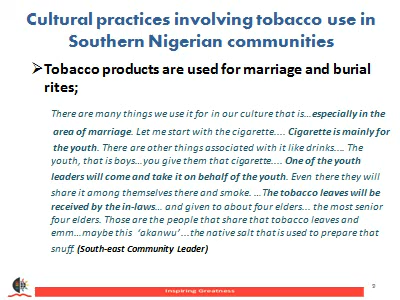 Cultural practices involving tobacco use in
Southern Nigerian communities
➢Tobacco products are used for marriage and burial
rites;
There are many things we use it for in our culture that is...especially in the
area of marriage. Let me start with the cigarette.... Cigarette is mainly for
the youth. There are other things associated with it like drinks.... The
youth, that is boys...you give them that cigarette.... One of the youth
leaders will come and take it on behalf of the youth. Even there they will
share it among themselves there and smoke. ...The tobacco leaves will be
received by the in-laws... and given to about four elders... the most senior
four elders. Those are the people that share that tobacco leaves and
emm...maybe this ‘akanwu’...the native salt that is used to prepare that
snuff. (South-east Community Leader)
Inspiring Greatness
9